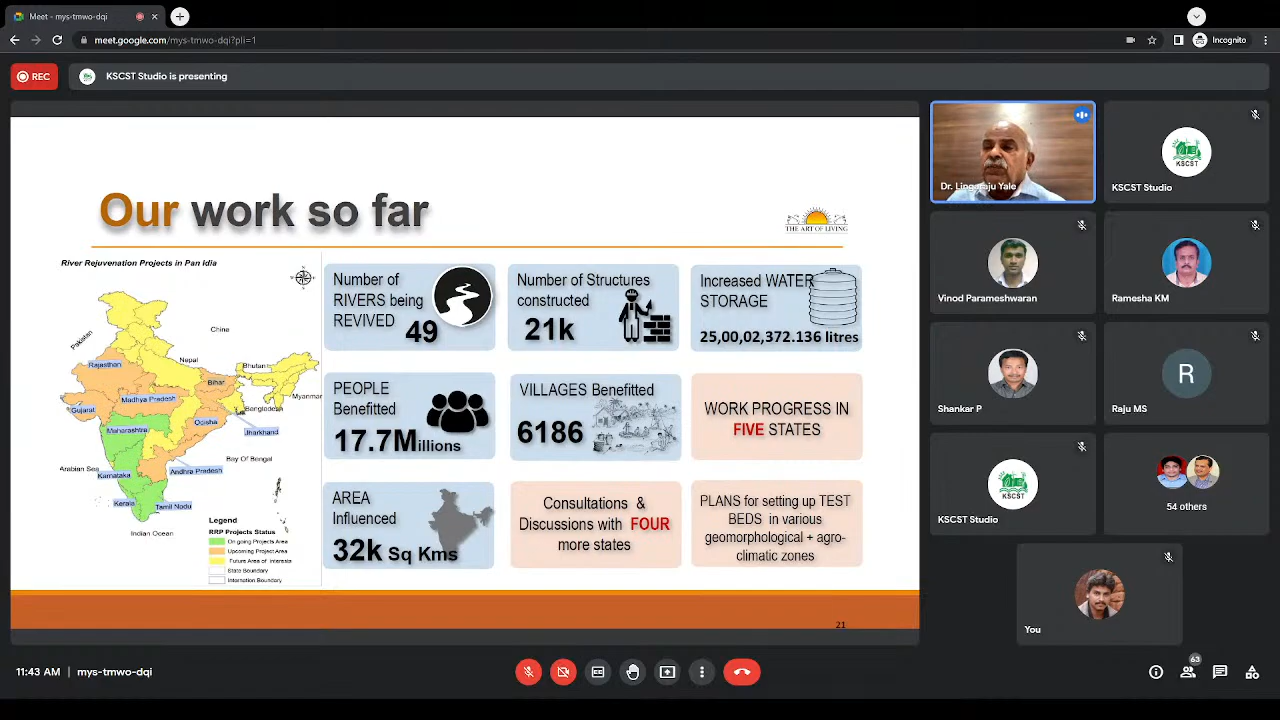 Meet - mys-tmwo-dqi
meet.google.com/mys-tmwo-dqi?pli=1
Incognito
REC
KSCST Studio is presenting
Our work so far
THE ART OF LIVING
River Rejuvenation Projects in Pan Idia
Pakistan
China
Nepal
Bhutan
Myanmar
Bangladesh
Rajasthan
Bihar
Gujarat
Madhya Pradesh
Odisha
Jharkhand
Maharashtra
Arabian Sea
Bay Of Bengal
Karnataka
Andhra Pradesh
Kerala
Tamil Nodu
Indian Ocean
Legend
RRP Projects Status
On going Projects Area
Upcoming Project Area
Future Area of Interests
State Boundary
Internation Boundary
Number of
RIVERS being
REVIVED
49
Number of Structures
constructed
21k
Increased WATER
STORAGE
25,00,02,372.136 litres
PEOPLE
Benefitted
17.7Millions
VILLAGES Benefitted
6186
WORK PROGRESS IN
FIVE STATES
AREA
Influenced
32k Sq Kms
Consultations &
Discussions with FOUR
more states
PLANS for setting up TEST
BEDS in various
geomorphological + agro-
climatic zones
21
Dr. Lingaraju Yale
KSCST
KSCST Studio
Vinod Parameshwaran
Ramesha KM
Shankar P
R
Raju MS
KSCST
KSCST Studio
54 others
You
11:43 AM | mys-tmwo-dqi
63